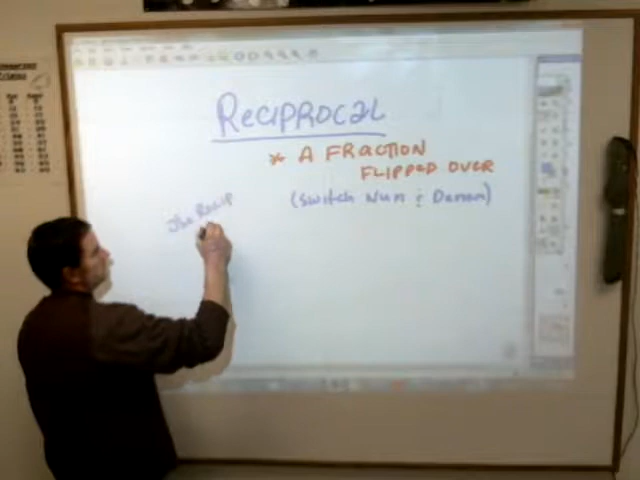 Reciprocal
* A FRACTION
FLIPPED OVER
(Switch Num & Denom)
The Recip